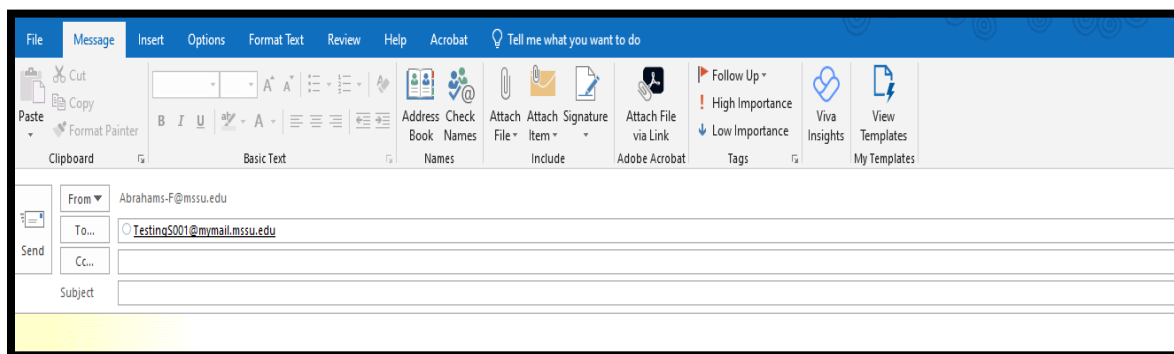 File Message Insert Options Format Text Review Help Acrobat Tell me what you want to do
Paste
Cut
Copy
Format Painter
Clipboard
B I U A
Basic Text
Address Book
Check Names
Names
Attach File
Attach Item
Signature
Include
Attach File via Link
Adobe Acrobat
Follow Up
High Importance
Low Importance
Tags
Viva Insights
View Templates
My Templates
Send
From Abrahams-F@mssu.edu
To... TestingS001@mymail.mssu.edu
Cc...
Subject